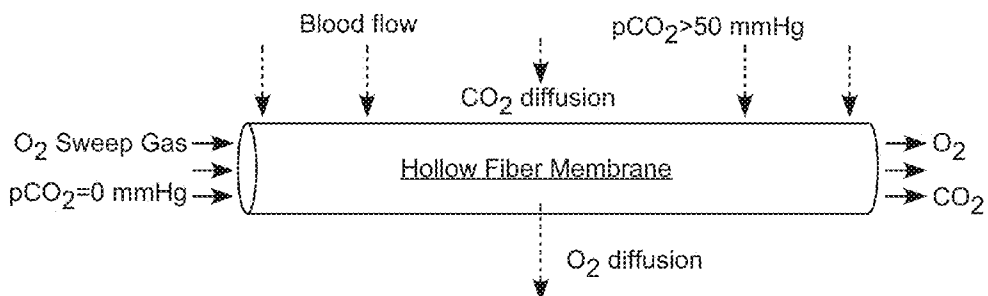 Blood flow
pCO2>50 mmHg
CO2 diffusion
O2 Sweep Gas
pCO2=0 mmHg
Hollow Fiber Membrane
O2
CO2
O2 diffusion